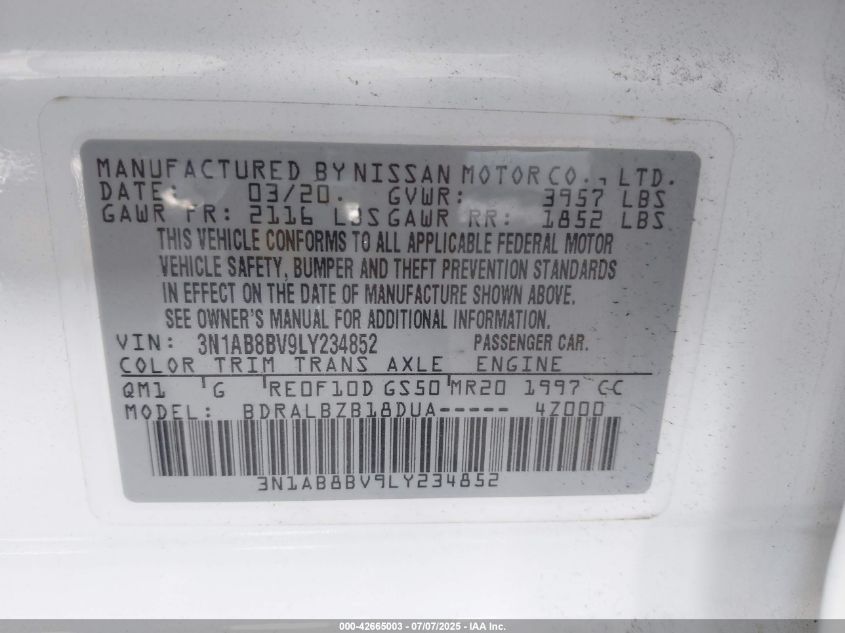 MANUFACTURED BY NISSAN MOTOR CO., LTD.
DATE: 03/20. GVWR: 3957 LBS
GAWR FR: 2116 LBS GAWR RR: 1852 LBS
THIS VEHICLE CONFORMS TO ALL APPLICABLE FEDERAL MOTOR
VEHICLE SAFETY, BUMPER AND THEFT PREVENTION STANDARDS
IN EFFECT ON THE DATE OF MANUFACTURE SHOWN ABOVE.
SEE OWNER'S MANUAL FOR ADDITIONAL INFORMATION.
VIN: 3N1AB8BV9LY234852 PASSENGER CAR.
COLOR TRIM TRANS AXLE ENGINE
QM1 G RE0F10D GS50 MR20 1997 CC
MODEL: BDRALBZB18DUA----- 4Z000
3N1AB8BV9LY234852
000-42665003 — 07/07/2025 - IAA Inc.